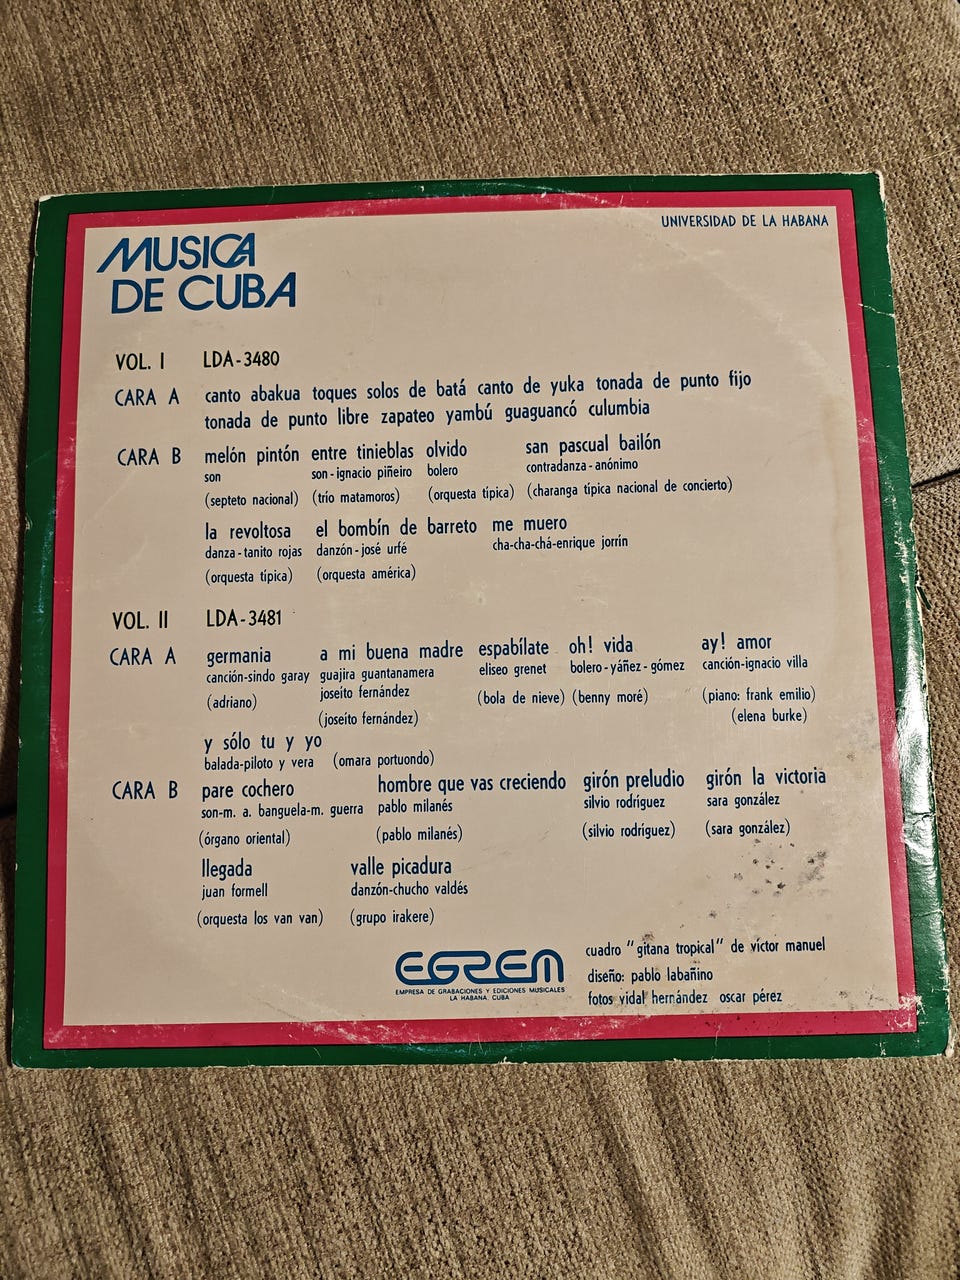 UNIVERSIDAD DE LA HABANA
MUSICA
DE CUBA
VOL. I LDA-3480
CARA A canto abakua toques solos de batá canto de yuka tonada de punto fijo
tonada de punto libre zapateo yambú guaguancó culumbia
CARA B melón pintón entre tinieblas olvido san pascual bailón
son son-ignacio piñeiro bolero contradanza-anónimo
(septeto nacional) (trío matamoros) (orquesta típica) (charanga típica nacional de concierto)
la revoltosa el bombín de barreto me muero
danza-tanito rojas danzón-josé urfé cha-cha-chá-enrique jorrín
(orquesta típica) (orquesta américa)
VOL. II LDA-3481
CARA A germania a mi buena madre espabílate oh! vida ay! amor
canción-sindo garay guajira guantanamera eliseo grenet bolero-yáñez-gómez canción-ignacio villa
joseíto fernández
(adriano) (bola de nieve) (benny moré) (piano: frank emilio)
(joseíto fernández) (elena burke)
y sólo tu y yo
balada-piloto y vera (omara portuondo)
CARA B pare cochero hombre que vas creciendo girón preludio girón la victoria
son-m. a. banguela-m. guerra pablo milanés silvio rodríguez sara gonzález
(órgano oriental) (pablo milanés) (silvio rodríguez) (sara gonzález)
llegada valle picadura
juan formell danzón-chucho valdés
(orquesta los van van) (grupo irakere)
EGREM
EMPRESA DE GRABACIONES Y EDICIONES MUSICALES
LA HABANA. CUBA
cuadro "gitana tropical" de víctor manuel
diseño: pablo labañino
fotos vidal hernández oscar pérez